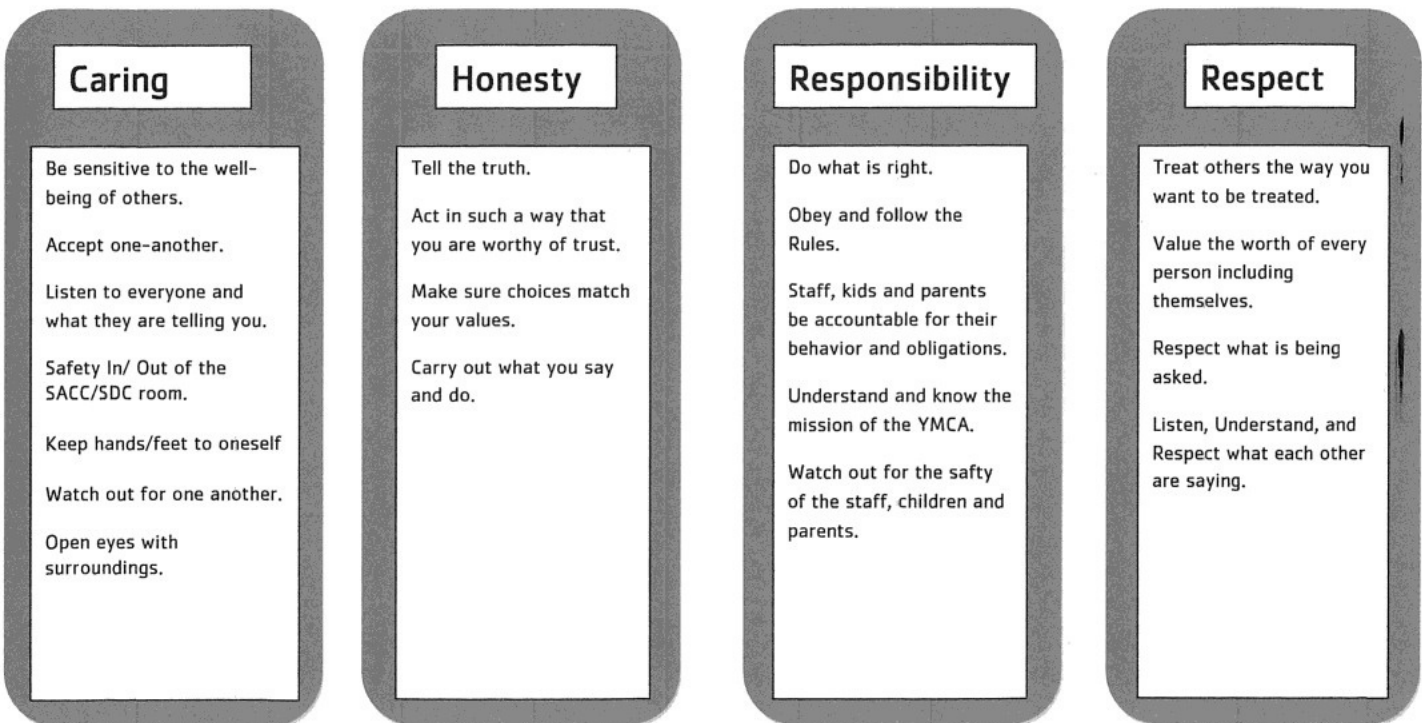 Caring
Be sensitive to the well-
being of others.
Accept one-another.
Listen to everyone and
what they are telling you.
Safety In/ Out of the
SACC/SDC room.
Keep hands/feet to oneself
Watch out for one another.
Open eyes with
surroundings.
Honesty
Tell the truth.
Act in such a way that
you are worthy of trust.
Make sure choices match
your values.
Carry out what you say
and do.
Responsibility
Do what is right.
Obey and follow the
Rules.
Staff, kids and parents
be accountable for their
behavior and obligations.
Understand and know the
mission of the YMCA.
Watch out for the safty
of the staff, children and
parents.
Respect
Treat others the way you
want to be treated.
Value the worth of every
person including
themselves.
Respect what is being
asked.
Listen, Understand, and
Respect what each other
are saying.